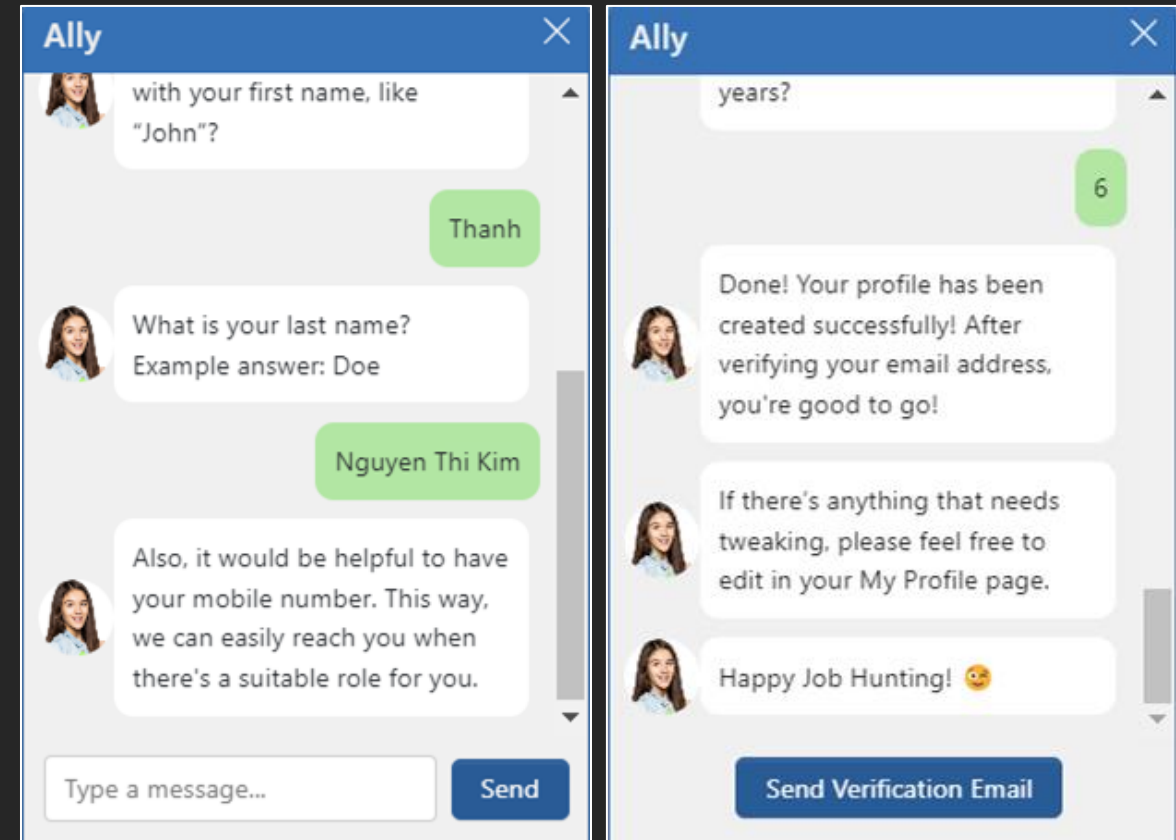 Ally
with your first name, like
“John”?
Thanh
What is your last name?
Example answer: Doe
Nguyen Thi Kim
Also, it would be helpful to have
your mobile number. This way,
we can easily reach you when
there's a suitable role for you.
Type a message...
Send
Ally
years?
6
Done! Your profile has been
created successfully! After
verifying your email address,
you're good to go!
If there's anything that needs
tweaking, please feel free to
edit in your My Profile page.
Happy Job Hunting! 😉
Send Verification Email